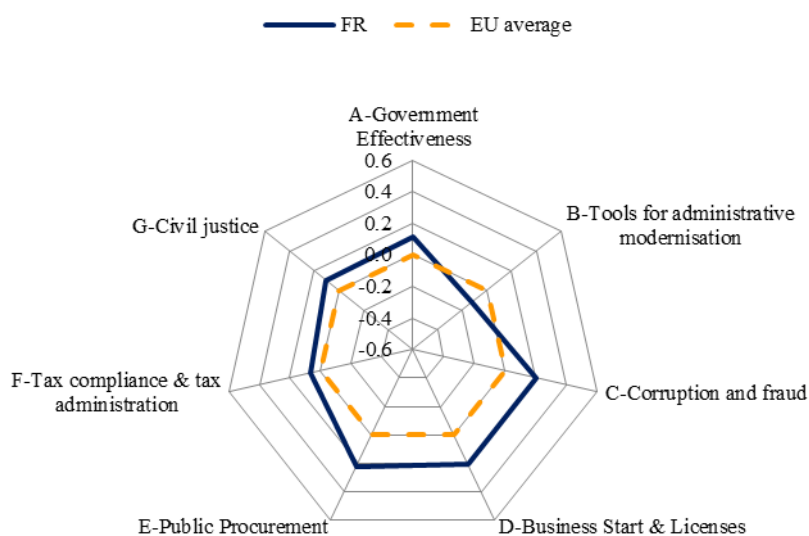 FR
EU average
A-Government
Effectiveness
0.6
0.4
0.2
0.0
-0.2
-0.4
-0.6
B-Tools for administrative
modernisation
G-Civil justice
F-Tax compliance & tax
administration
C-Corruption and fraud
E-Public Procurement
D-Business Start & Licenses